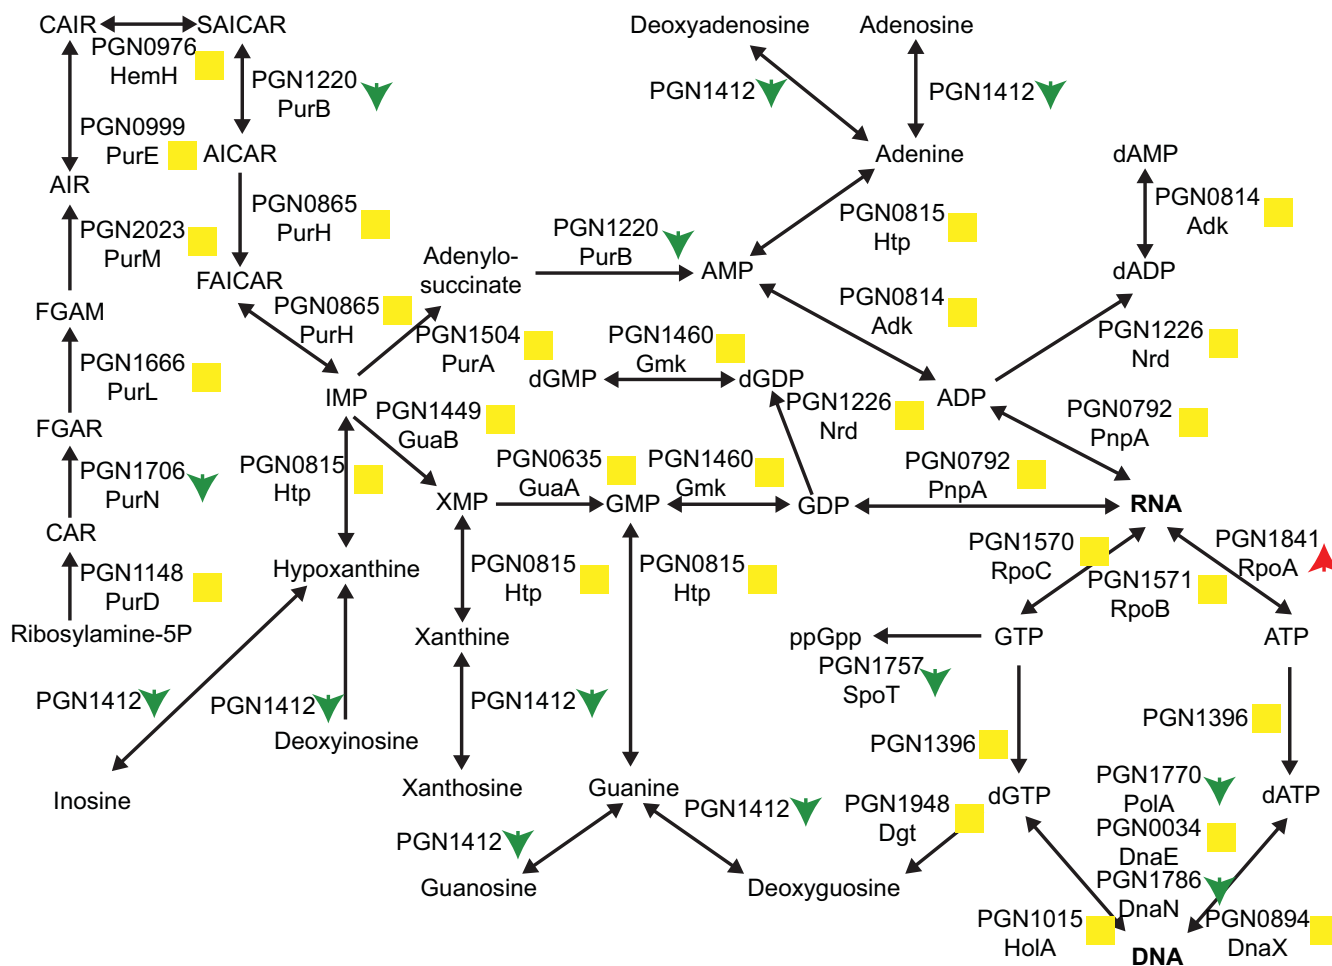 CAIR
SAICAR
PGN0976
HemH
PGN1220
PurB
PGN0999
PurE
AICAR
AIR
PGN2023
PurM
PGN0865
PurH
FAICAR
FGAM
PGN0865
PurH
PGN1666
PurL
IMP
FGAR
PGN1706
PurN
CAR
PGN1148
PurD
Ribosylamine-5P
Deoxyadenosine
Adenosine
PGN1412
PGN1412
Adenine
dAMP
PGN0814
Adk
PGN0815
Htp
PGN1220
PurB
Adenylo-
succinate
AMP
dADP
PGN0814
Adk
PGN1504
PurA
PGN1460
Gmk
PGN1226
Nrd
dGMP
dGDP
ADP
PGN1449
GuaB
PGN1226
Nrd
PGN0792
PnpA
PGN0815
Htp
PGN0635
GuaA
PGN1460
Gmk
PGN0792
PnpA
XMP
GMP
GDP
RNA
Hypoxanthine
PGN0815
Htp
PGN0815
Htp
PGN1570
RpoC
PGN1571
RpoB
PGN1841
RpoA
Xanthine
ppGpp
GTP
ATP
PGN1757
SpoT
PGN1412
PGN1412
PGN1412
Deoxyinosine
PGN1396
PGN1396
Inosine
Xanthosine
Guanine
dGTP
PGN1770
PolA
dATP
PGN1412
PGN1412
PGN1948
Dgt
PGN0034
DnaE
Guanosine
Deoxyguosine
PGN1786
DnaN
PGN1015
HolA
PGN0894
DnaX
DNA